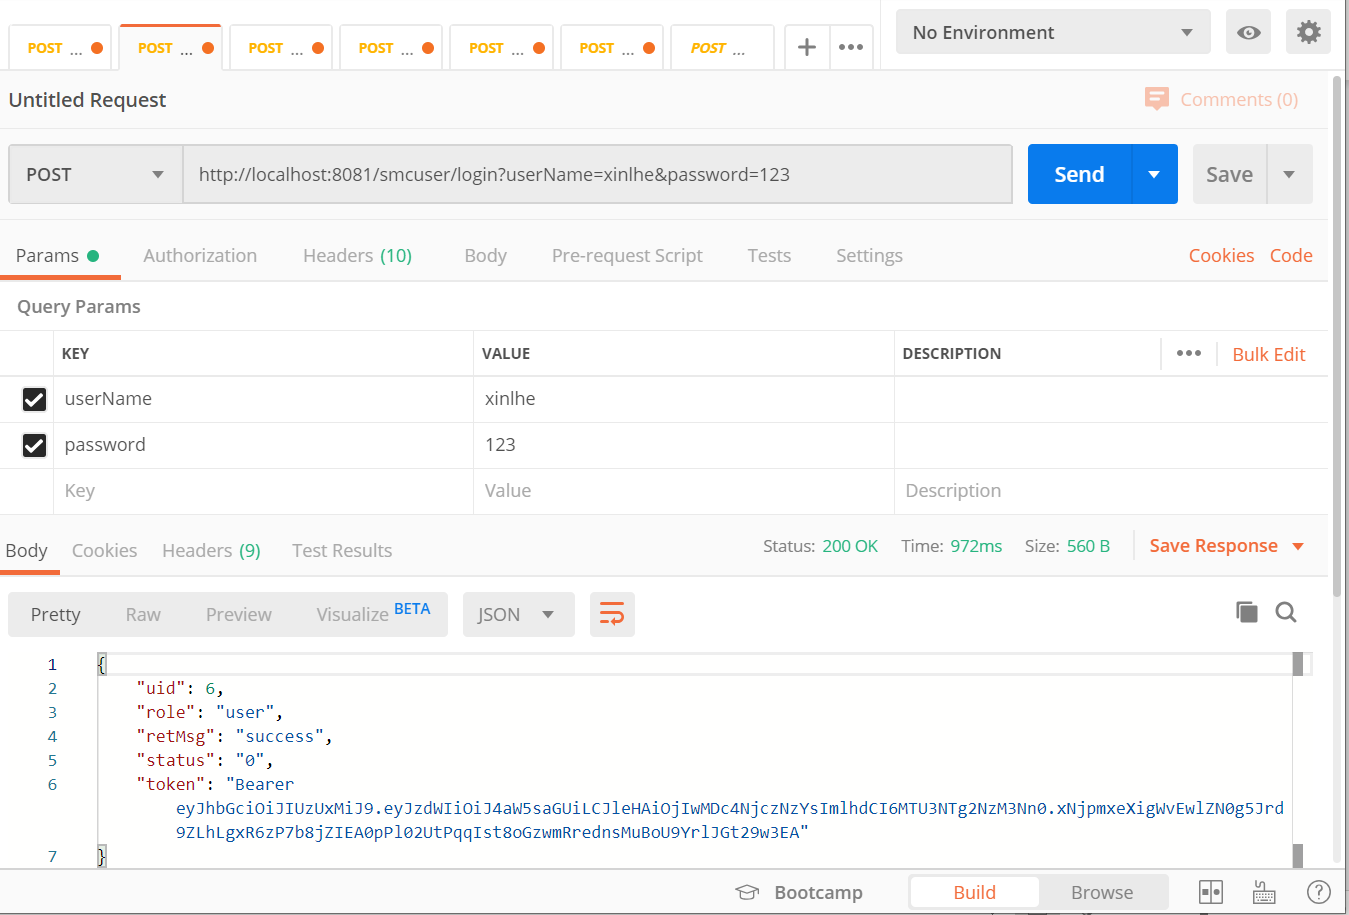 POST ... POST ... POST ... POST ... POST ... POST ... POST ... + ••• No Environment
Untitled Request Comments (0)
POST http://localhost:8081/smcuser/login?userName=xinlhe&password=123 Send Save
Params Authorization Headers (10) Body Pre-request Script Tests Settings Cookies Code
Query Params
KEY VALUE DESCRIPTION ••• Bulk Edit
userName xinlhe
password 123
Key Value Description
Body Cookies Headers (9) Test Results Status: 200 OK Time: 972ms Size: 560 B Save Response
Pretty Raw Preview Visualize BETA JSON
1 {
2 "uid": 6,
3 "role": "user",
4 "retMsg": "success",
5 "status": "0",
6 "token": "Bearer
eyJhbGciOiJIUzUxMiJ9.eyJzdWIiOiJ4aW5saGUiLCJleHAiOjIwMDc4NjczNzYsImlhdCI6MTU3NTg2NzM3Nn0.xNjpmxeXigWvEwlZN0g5Jrd
9ZLhLgxR6zP7b8jZIEA0pPl02UtPqqIst8oGzwmRrednsMuBoU9YrlJGt29w3EA"
7 }
Bootcamp Build Browse ?